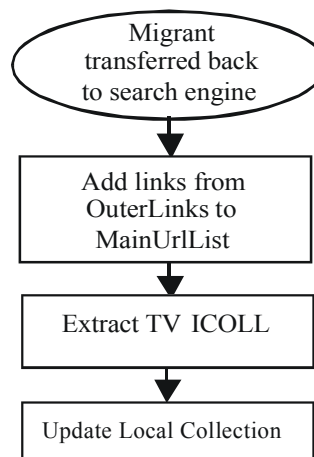 Migrant
transferred back
to search engine
Add links from
OuterLinks to
MainUrlList
Extract TV ICOLL
Update Local Collection